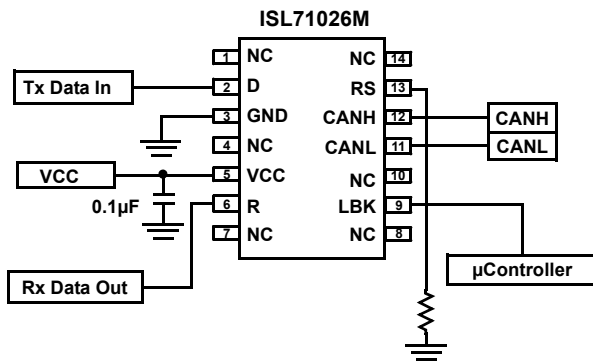 ISL71026M
1 NC NC 14
Tx Data In 2 D RS 13
3 GND CANH 12 CANH
4 NC CANL 11 CANL
VCC 5 VCC NC 10
0.1µF 6 R LBK 9
7 NC NC 8
µController
Rx Data Out